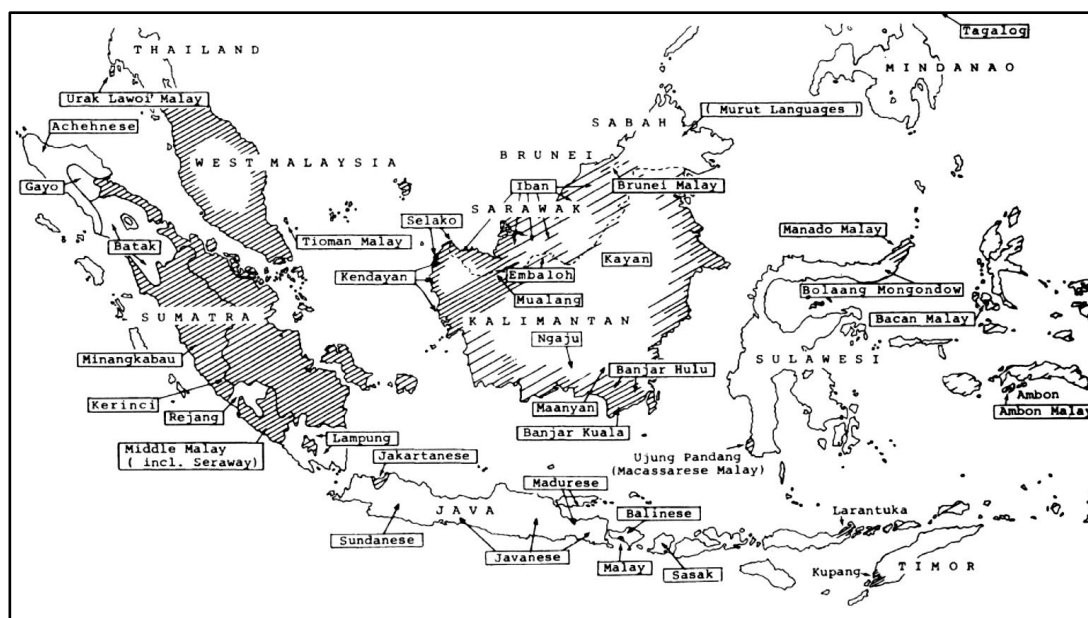 Tagalog
THAILAND
MINDANAO
Urak Lawoi' Malay
( Murut Languages )
Achehnese
SABAH
BRUNEI
WEST MALAYSIA
Gayo
Iban
Brunei Malay
SARAWAK
Selako
Tioman Malay
Manado Malay
Batak
Kayan
Kendayan
Embaloh
Bolaang Mongondow
Mualang
SUMATRA
KALIMANTAN
Bacan Malay
Ngaju
SULAWESI
Minangkabau
Banjar Hulu
Kerinci
Ambon
Rejang
Maanyan
Ambon Malay
Middle Malay
( incl. Seraway)
Lampung
Banjar Kuala
Jakartanese
Ujung Pandang
(Macassarese Malay)
Madurese
JAVA
Balinese
Larantuka
Sundanese
Javanese
Malay
Sasak
Kupang
TIMOR